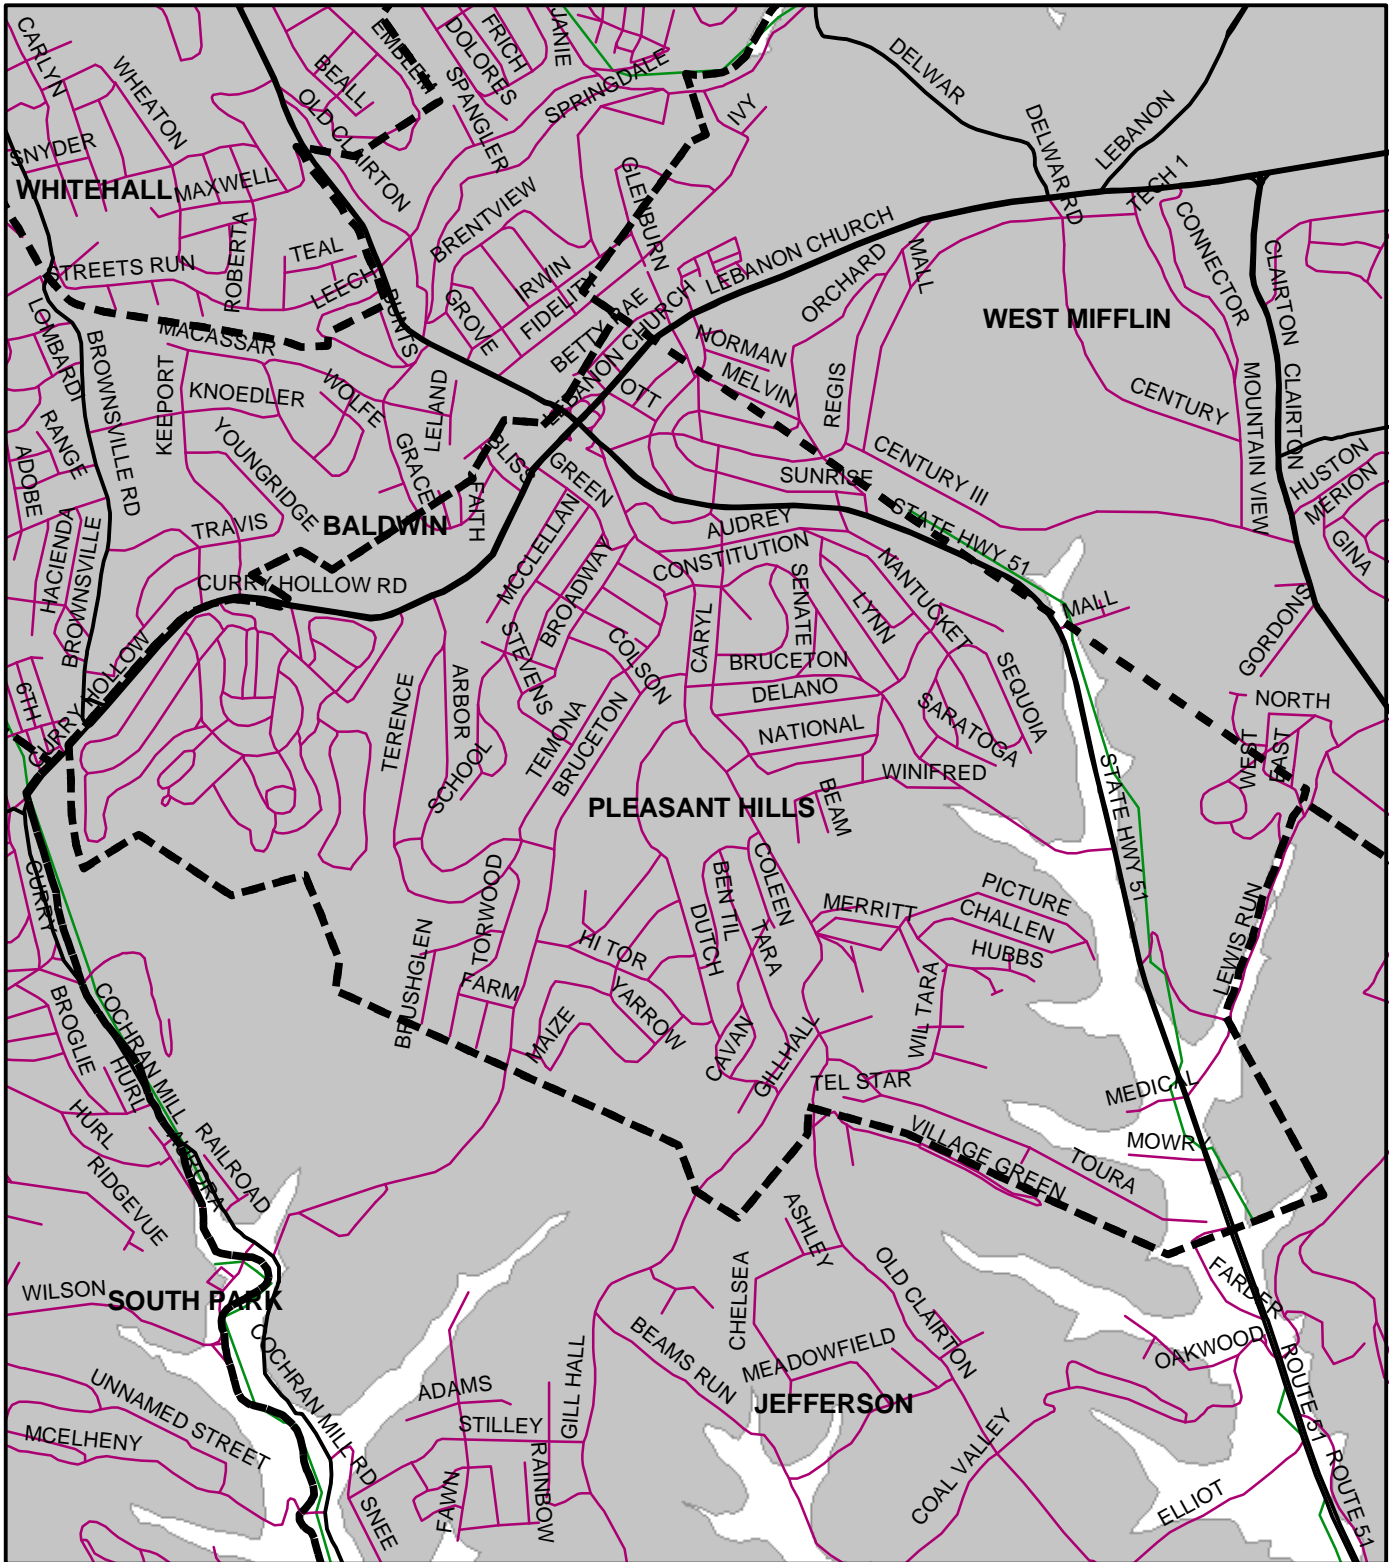 CARLYN
WHEATON
BEALL
EMBLEM
DOLORES
FRICH
JANIE
SPRINGDALE
DELWAR
OLD CLAIRTON
SPANGLER
IVY
DELWAR RD
LEBANON
SNYDER
WHITEHALL
MAXWELL
TECH 1
GLENBURN
BRENTVIEW
LEBANON CHURCH
CONNECTOR
ROBERTA
TEAL
STREETS RUN
LEECH
IRWIN
ORCHARD
MALL
CLAIRTON
LOMBARDI
MACASSAR
RUNTS
GROVE
FIDELIT
BETTY RAE
LEBANON CHURCH
NORMAN
WEST MIFFLIN
BROWNSVILLE RD
KEEPORT
KNOEDLER
WOLFE
LELAND
OTT
MELVIN
REGIS
CENTURY
MOUNTAIN VIEW
CLAIRTON
RANGE
ADOBE
YOUNGRIDGE
GRACE
BLISS
GREEN
SUNRISE
CENTURY III
HUSTON
MERION
GINA
HACIENDA
TRAVIS
BALDWIN
FAITH
MCCLELLAN
AUDREY
STATE HWY 51
BROWNSVILLE
CURRY HOLLOW RD
BROADWAY
CONSTITUTION
SENATE
LYNN
NANTUCKET
MALL
GORDONS
CURRY HOLLOW
6TH
TERENCE
ARBOR
STEVENS
COLSON
CARYL
BRUCETON
DELANO
SEQUOIA
SARATOGA
NORTH
WEST
EAST
SCHOOL
TEMONA
BRUCETON
NATIONAL
WINIFRED
STATE HWY 51
BEAM
PLEASANT HILLS
CURRY
TORWOOD
BEN TIL
COLEEN
DUTCH
TARA
MERRITT
PICTURE
CHALLEN
HUBBS
LEWIS RUN
BRUSHGLEN
FARM
HI TOR
YARROW
MAIZE
CAVAN
GILLHALL
WIL TARA
BROGLIE
COCHRAN MILL
HURL
HURL
AURORA
RAILROAD
RIDGEVUE
TEL STAR
MEDICAL
MOWRY
VILLAGE GREEN
TOURA
ASHLEY
CHELSEA
OLD CLAIRTON
FARDER
WILSON
SOUTH PARK
COCHRAN MILL RD
BEAMS RUN
MEADOWFIELD
OAKWOOD
ROUTE 51
UNNAMED STREET
MCELHENY
ADAMS
STILLEY
GILL HALL
RAINBOW
JEFFERSON
COAL VALLEY
FAWN
SNEE
ELLIOT
ROUTE 51